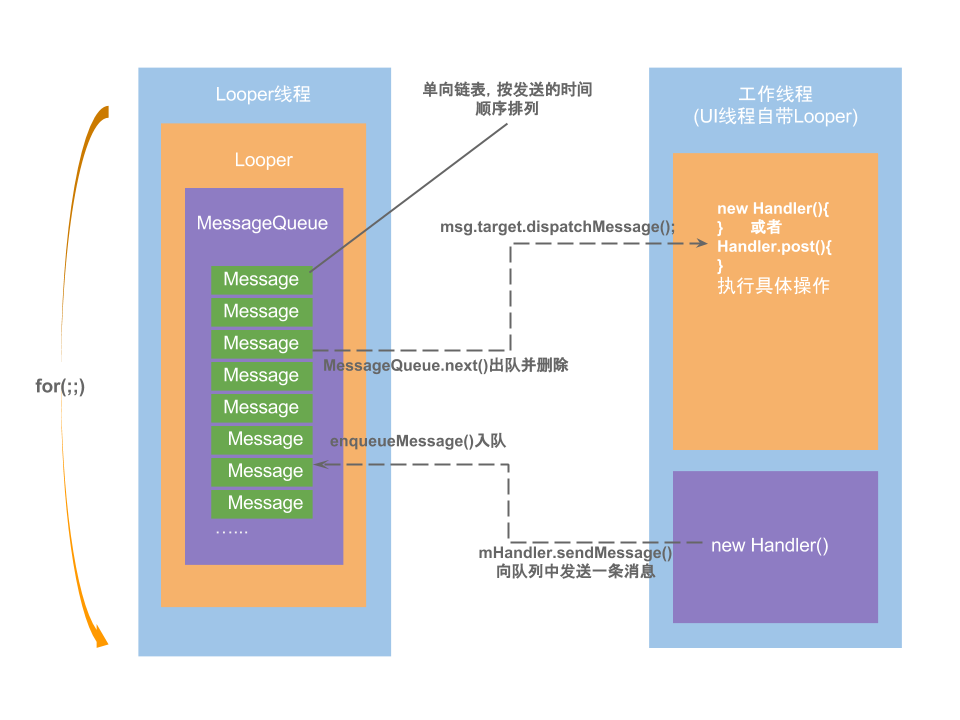 Looper线程
Looper
MessageQueue
Message
Message
Message
Message
Message
Message
Message
Message
…...
for(;;)
单向链表, 按发送的时间
顺序排列
msg.target.dispatchMessage();
MessageQueue.next()出队并删除
enqueueMessage()入队
mHandler.sendMessage()
向队列中发送一条消息
工作线程
(UI线程自带Looper)
new Handler(){
} 或者
Handler.post(){
}
执行具体操作
new Handler()